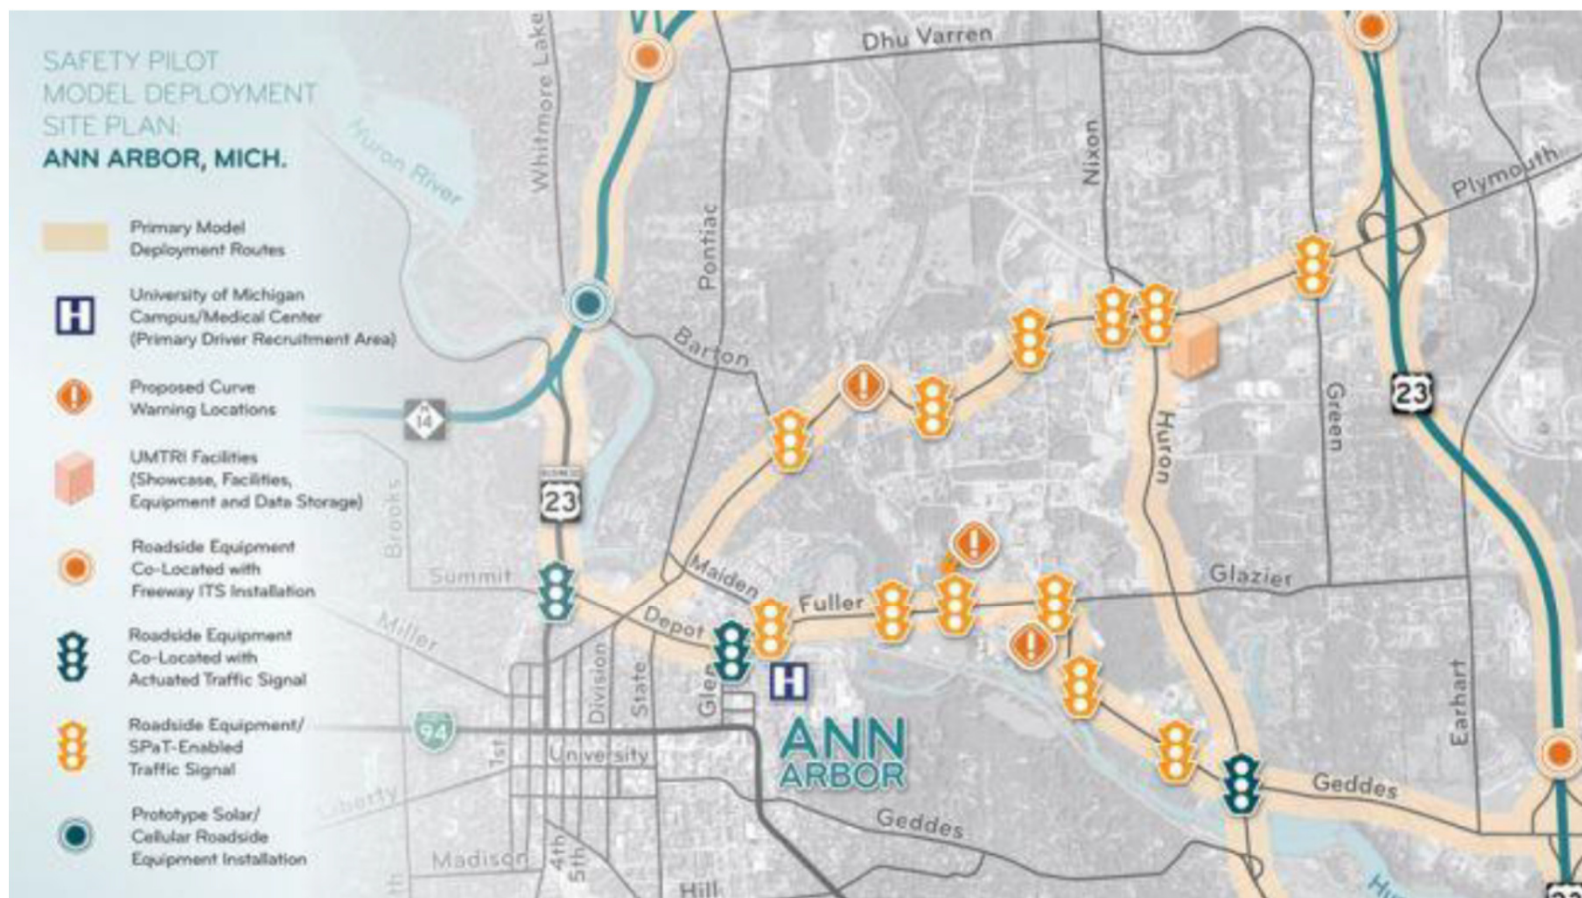 SAFETY PILOT
MODEL DEPLOYMENT
SITE PLAN:
ANN ARBOR, MICH.
Primary Model
Deployment Routes
University of Michigan
Campus/Medical Center
(Primary Driver Recruitment Area)
Proposed Curve
Warning Locations
UMTRI Facilities
(Showcase, Facilities,
Equipment and Data Storage)
Roadside Equipment
Co-Located with
Freeway ITS Installation
Roadside Equipment
Co-Located with
Actuated Traffic Signal
Roadside Equipment/
SPaT-Enabled
Traffic Signal
Prototype Solar/
Cellular Roadside
Equipment Installation
H
Huron River
Whitmore Lake
Dhu Varren
Nixon
Plymouth
Pontiac
Barton
M
14
23
23
Green
Huron
Brooks
Summit
Maiden
Glazier
Fuller
Depot
Miller
Division
State
Glen
H
Earhart
94
1st
University
ANN
ARBOR
Liberty
Geddes
Geddes
Madison
4th
5th
Hill
23